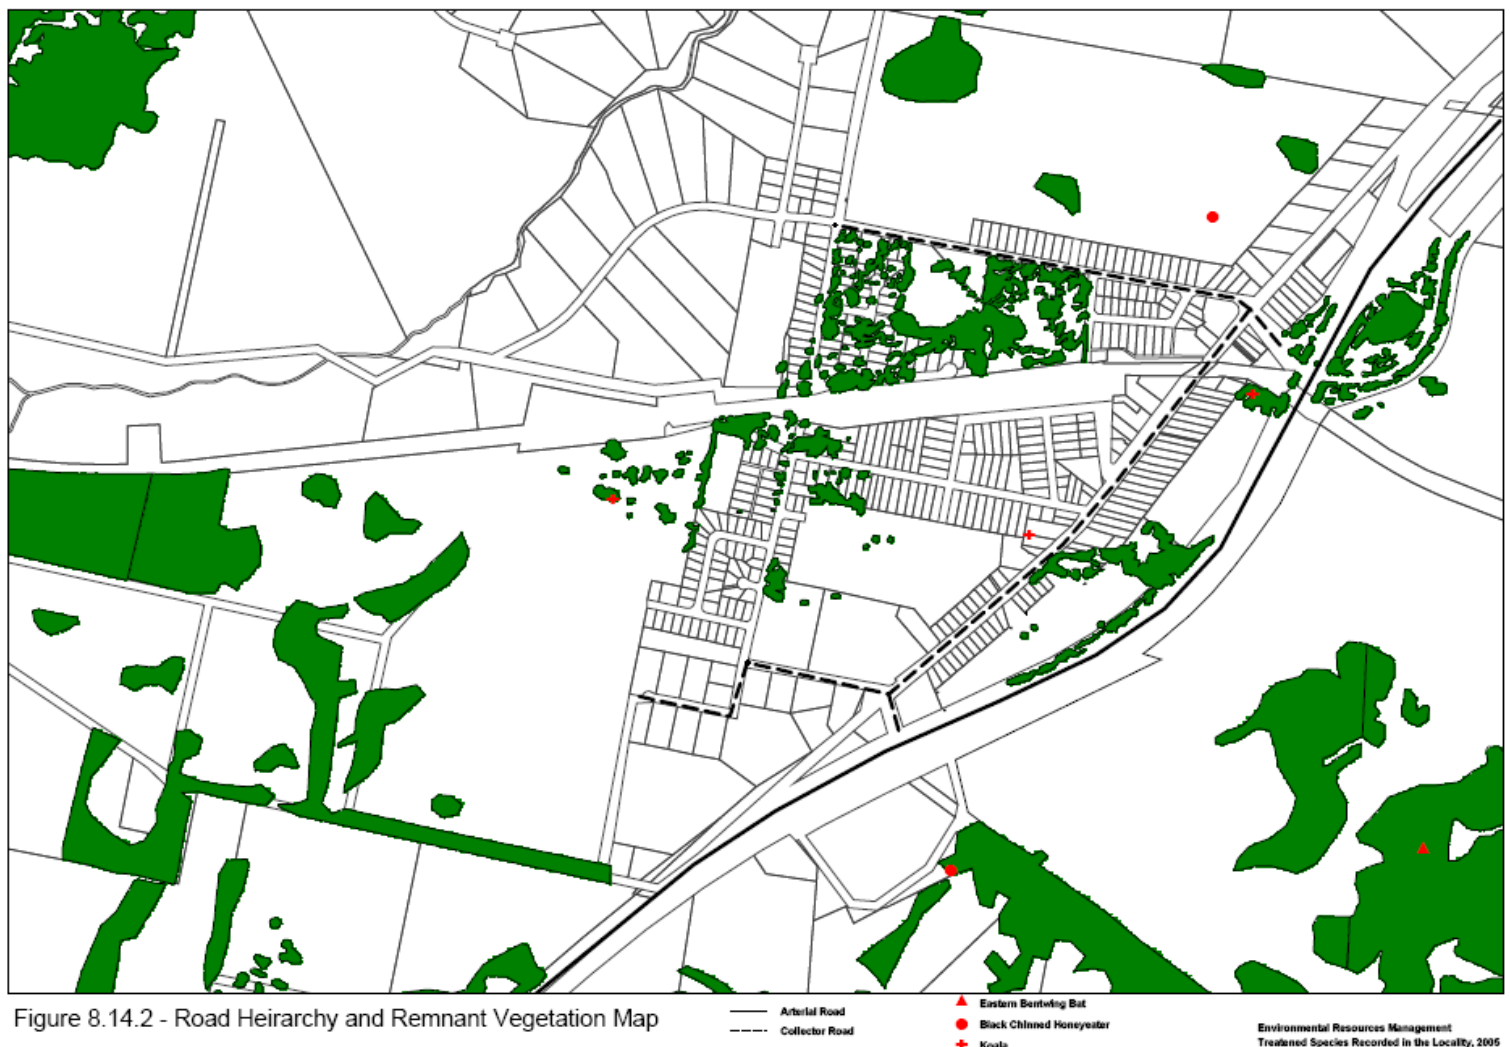 Figure 8.14.2 - Road Heirarchy and Remnant Vegetation Map
Arterial Road
Collector Road
Eastern Bentwing Bat
Black Chinned Honeyeater
Koala
Environmental Resources Management
Treatened Species Recorded in the Locality, 2005